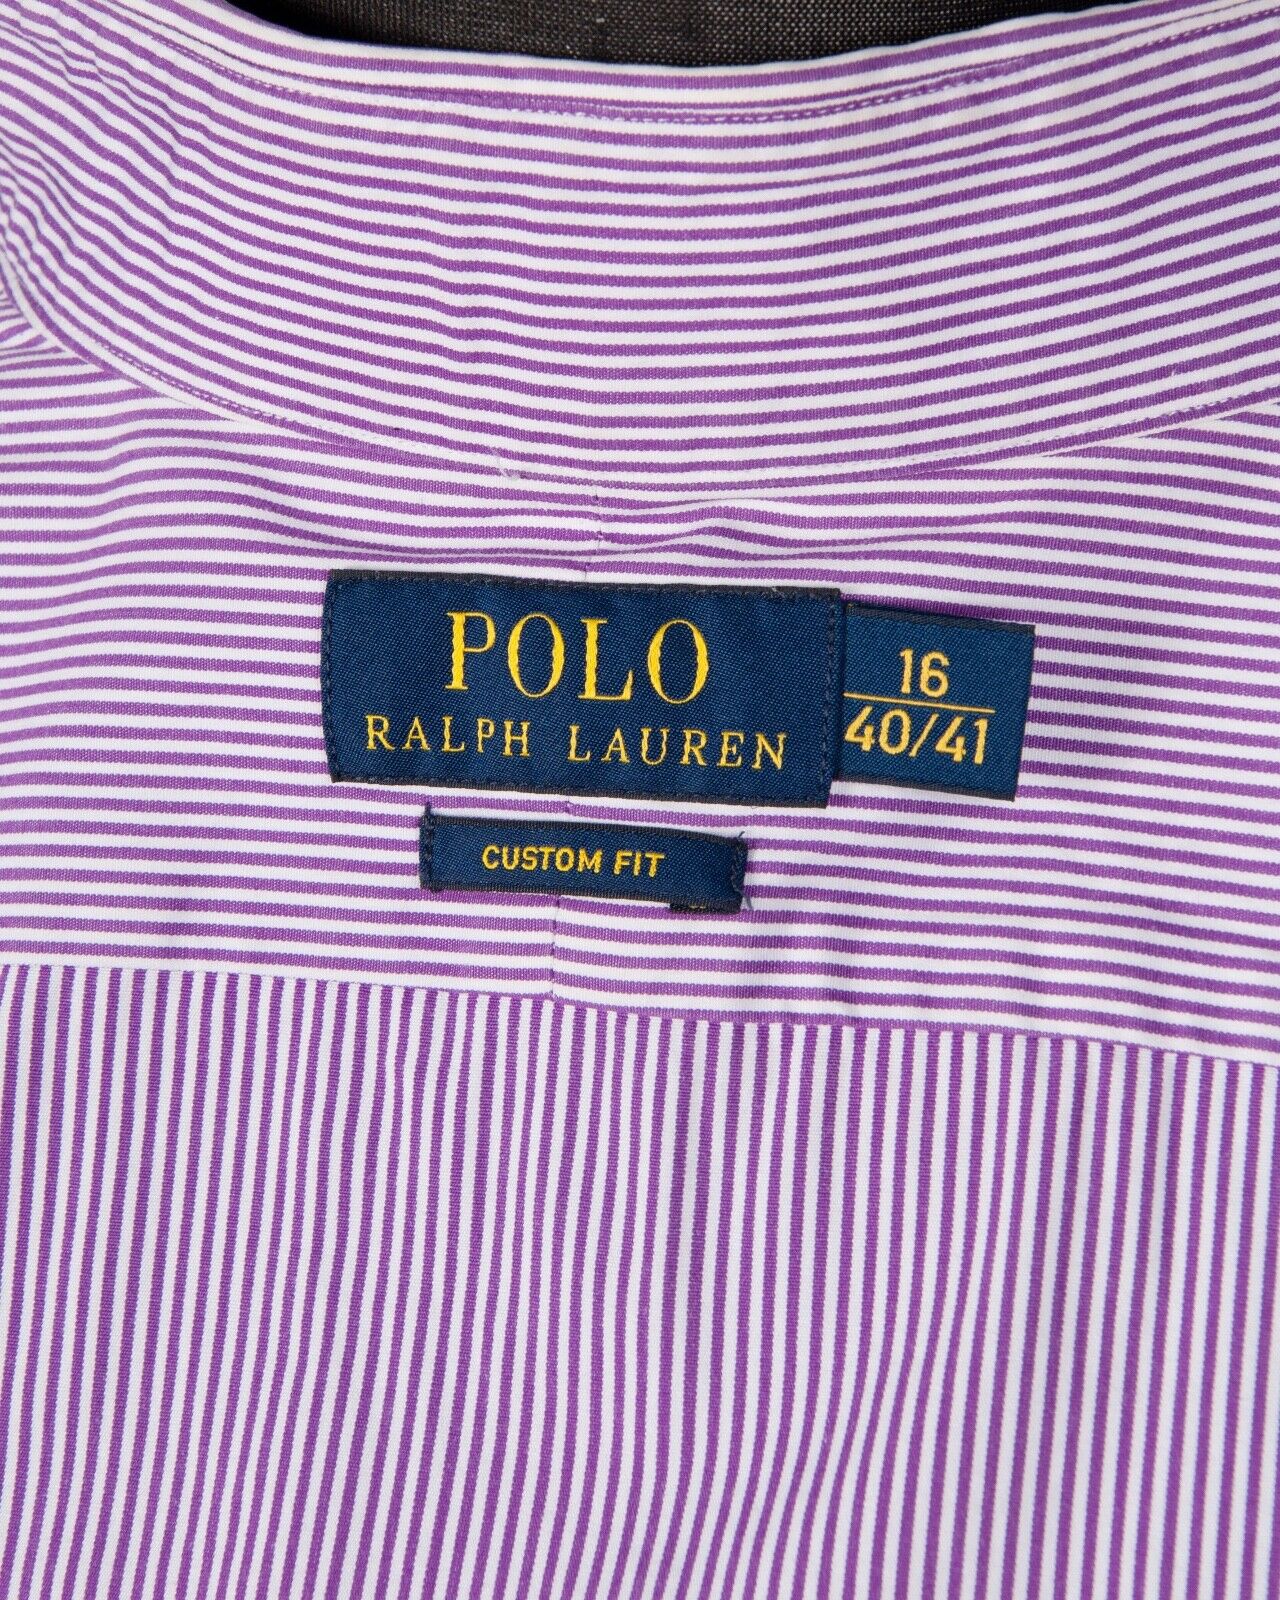 POLO
RALPH LAUREN
16
40/41
CUSTOM FIT